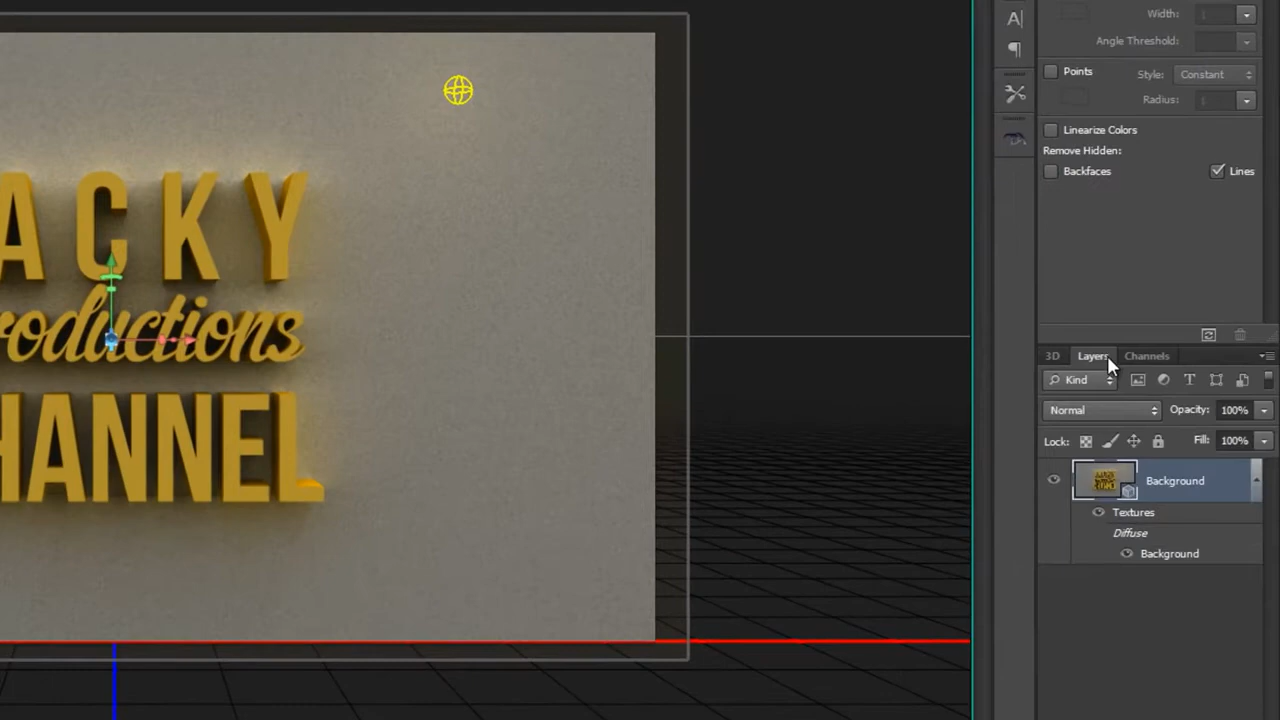 Width:
Angle Threshold:
Points
Style: Constant
Radius:
Linearize Colors
Remove Hidden:
Backfaces
Lines
ACKY
roductions
HANNEL
3D Layers Channels
Kind
Normal
Opacity: 100%
Lock:
Fill: 100%
Background
Textures
Diffuse
Background